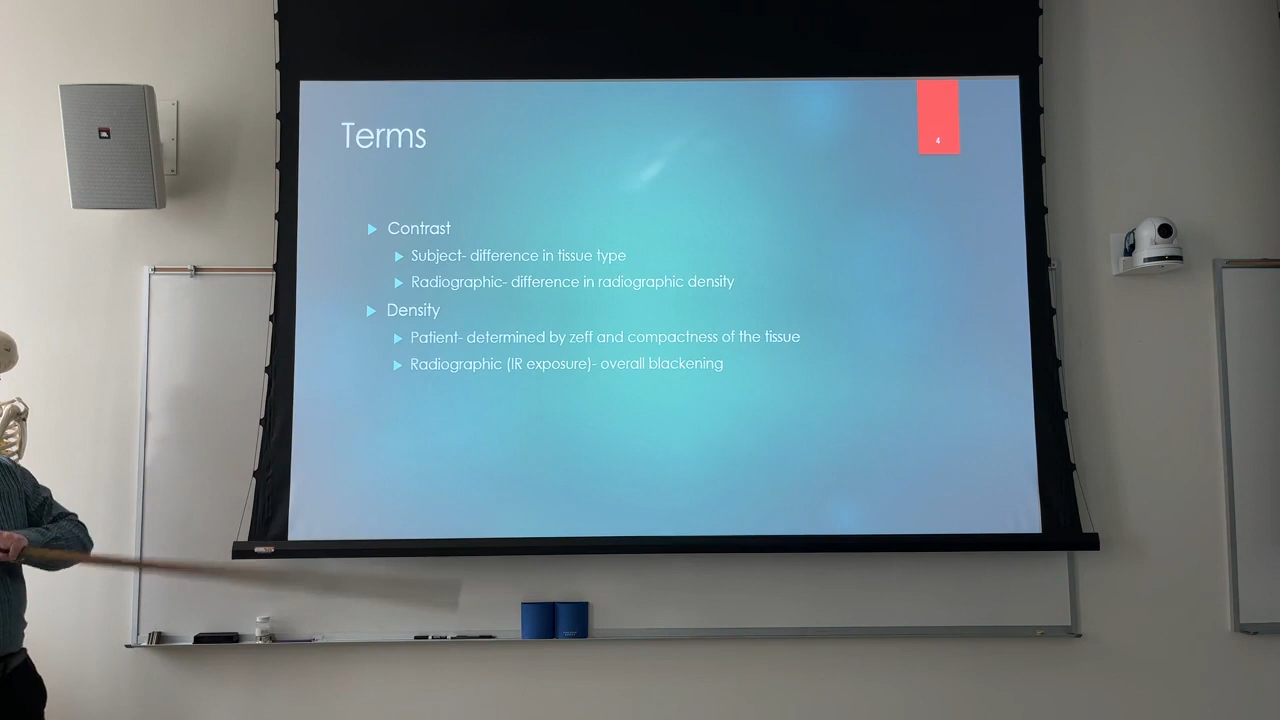 4
Terms
Contrast
Subject- difference in tissue type
Radiographic- difference in radiographic density
Density
Patient- determined by zeff and compactness of the tissue
Radiographic (IR exposure)- overall blackening
JBL